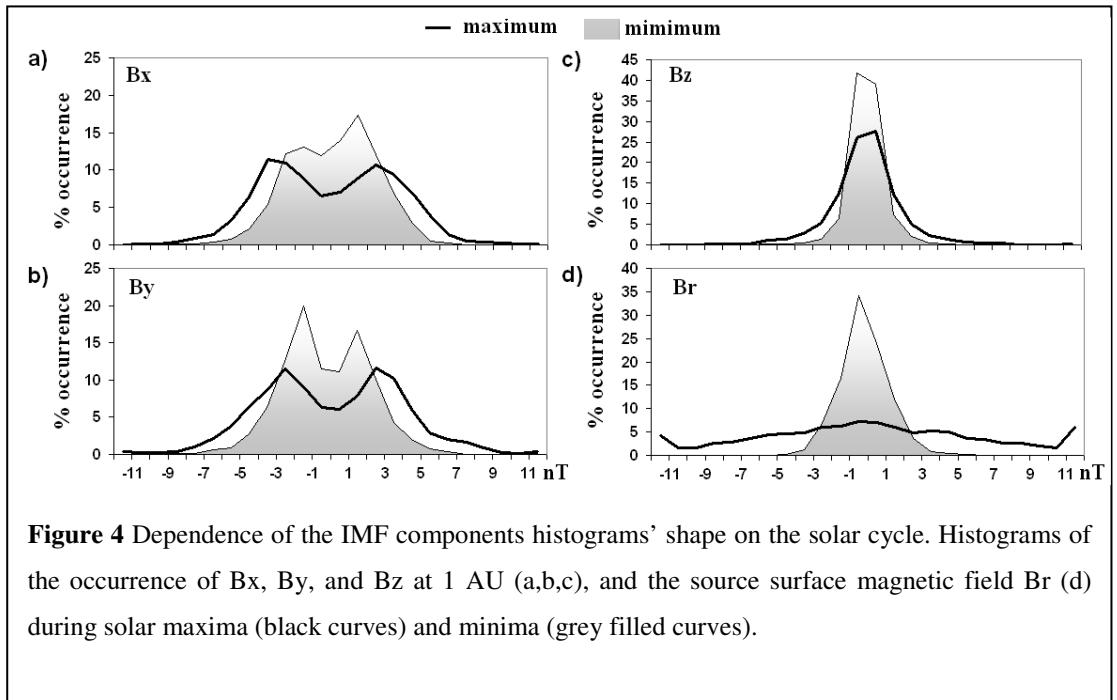 maximum mimimum
a)
Bx
% occurrence
25
20
15
10
5
0
c)
Bz
% occurrence
45
40
35
30
25
20
15
10
5
0
b)
By
% occurrence
25
20
15
10
5
0
-11 -9 -7 -5 -3 -1 1 3 5 7 9 11 nT
d)
Br
% occurrence
40
35
30
25
20
15
10
5
0
-11 -9 -7 -5 -3 -1 1 3 5 7 9 11 nT
Figure 4 Dependence of the IMF components histograms' shape on the solar cycle. Histograms of
the occurrence of Bx, By, and Bz at 1 AU (a,b,c), and the source surface magnetic field Br (d)
during solar maxima (black curves) and minima (grey filled curves).